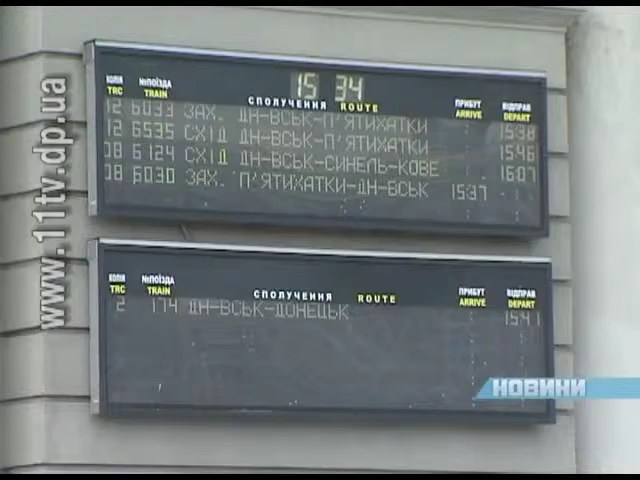 www.11tv.dp.ua
15 34
КОЛІЯ №ПОЇЗДА СПОЛУЧЕННЯ ROUTE ПРИБУТ ВІДПРАВ
TRC TRAIN ARRIVE DEPART
12 6033 ЗАХ. ДН-ВСЬК-П'ЯТИХАТКИ 15:38
12 6535 СХІД ДН-ВСЬК-П'ЯТИХАТКИ 15:46
08 6124 СХІД ДН-ВСЬК-СИНЕЛЬ-КОВЕ 16:07
08 6030 ЗАХ. П'ЯТИХАТКИ-ДН-ВСЬК 15:37
КОЛІЯ №ПОЇЗДА СПОЛУЧЕННЯ ROUTE ПРИБУТ ВІДПРАВ
TRC TRAIN ARRIVE DEPART
2 174 ДН-ВСЬК-ДОНЕЦЬК 15:41
НОВИНИ